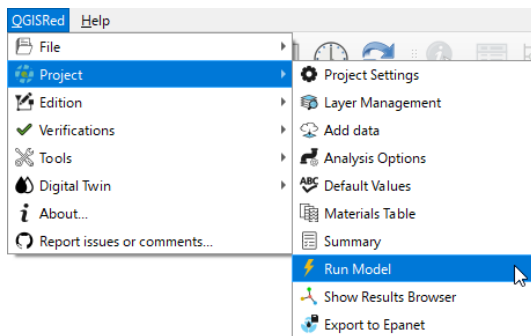 QGISRed Help
File
Project
Edition
Verifications
Tools
Digital Twin
About...
Report issues or comments...
Project Settings
Layer Management
Add data
Analysis Options
ABC Default Values
Materials Table
Summary
Run Model
Show Results Browser
Export to Epanet